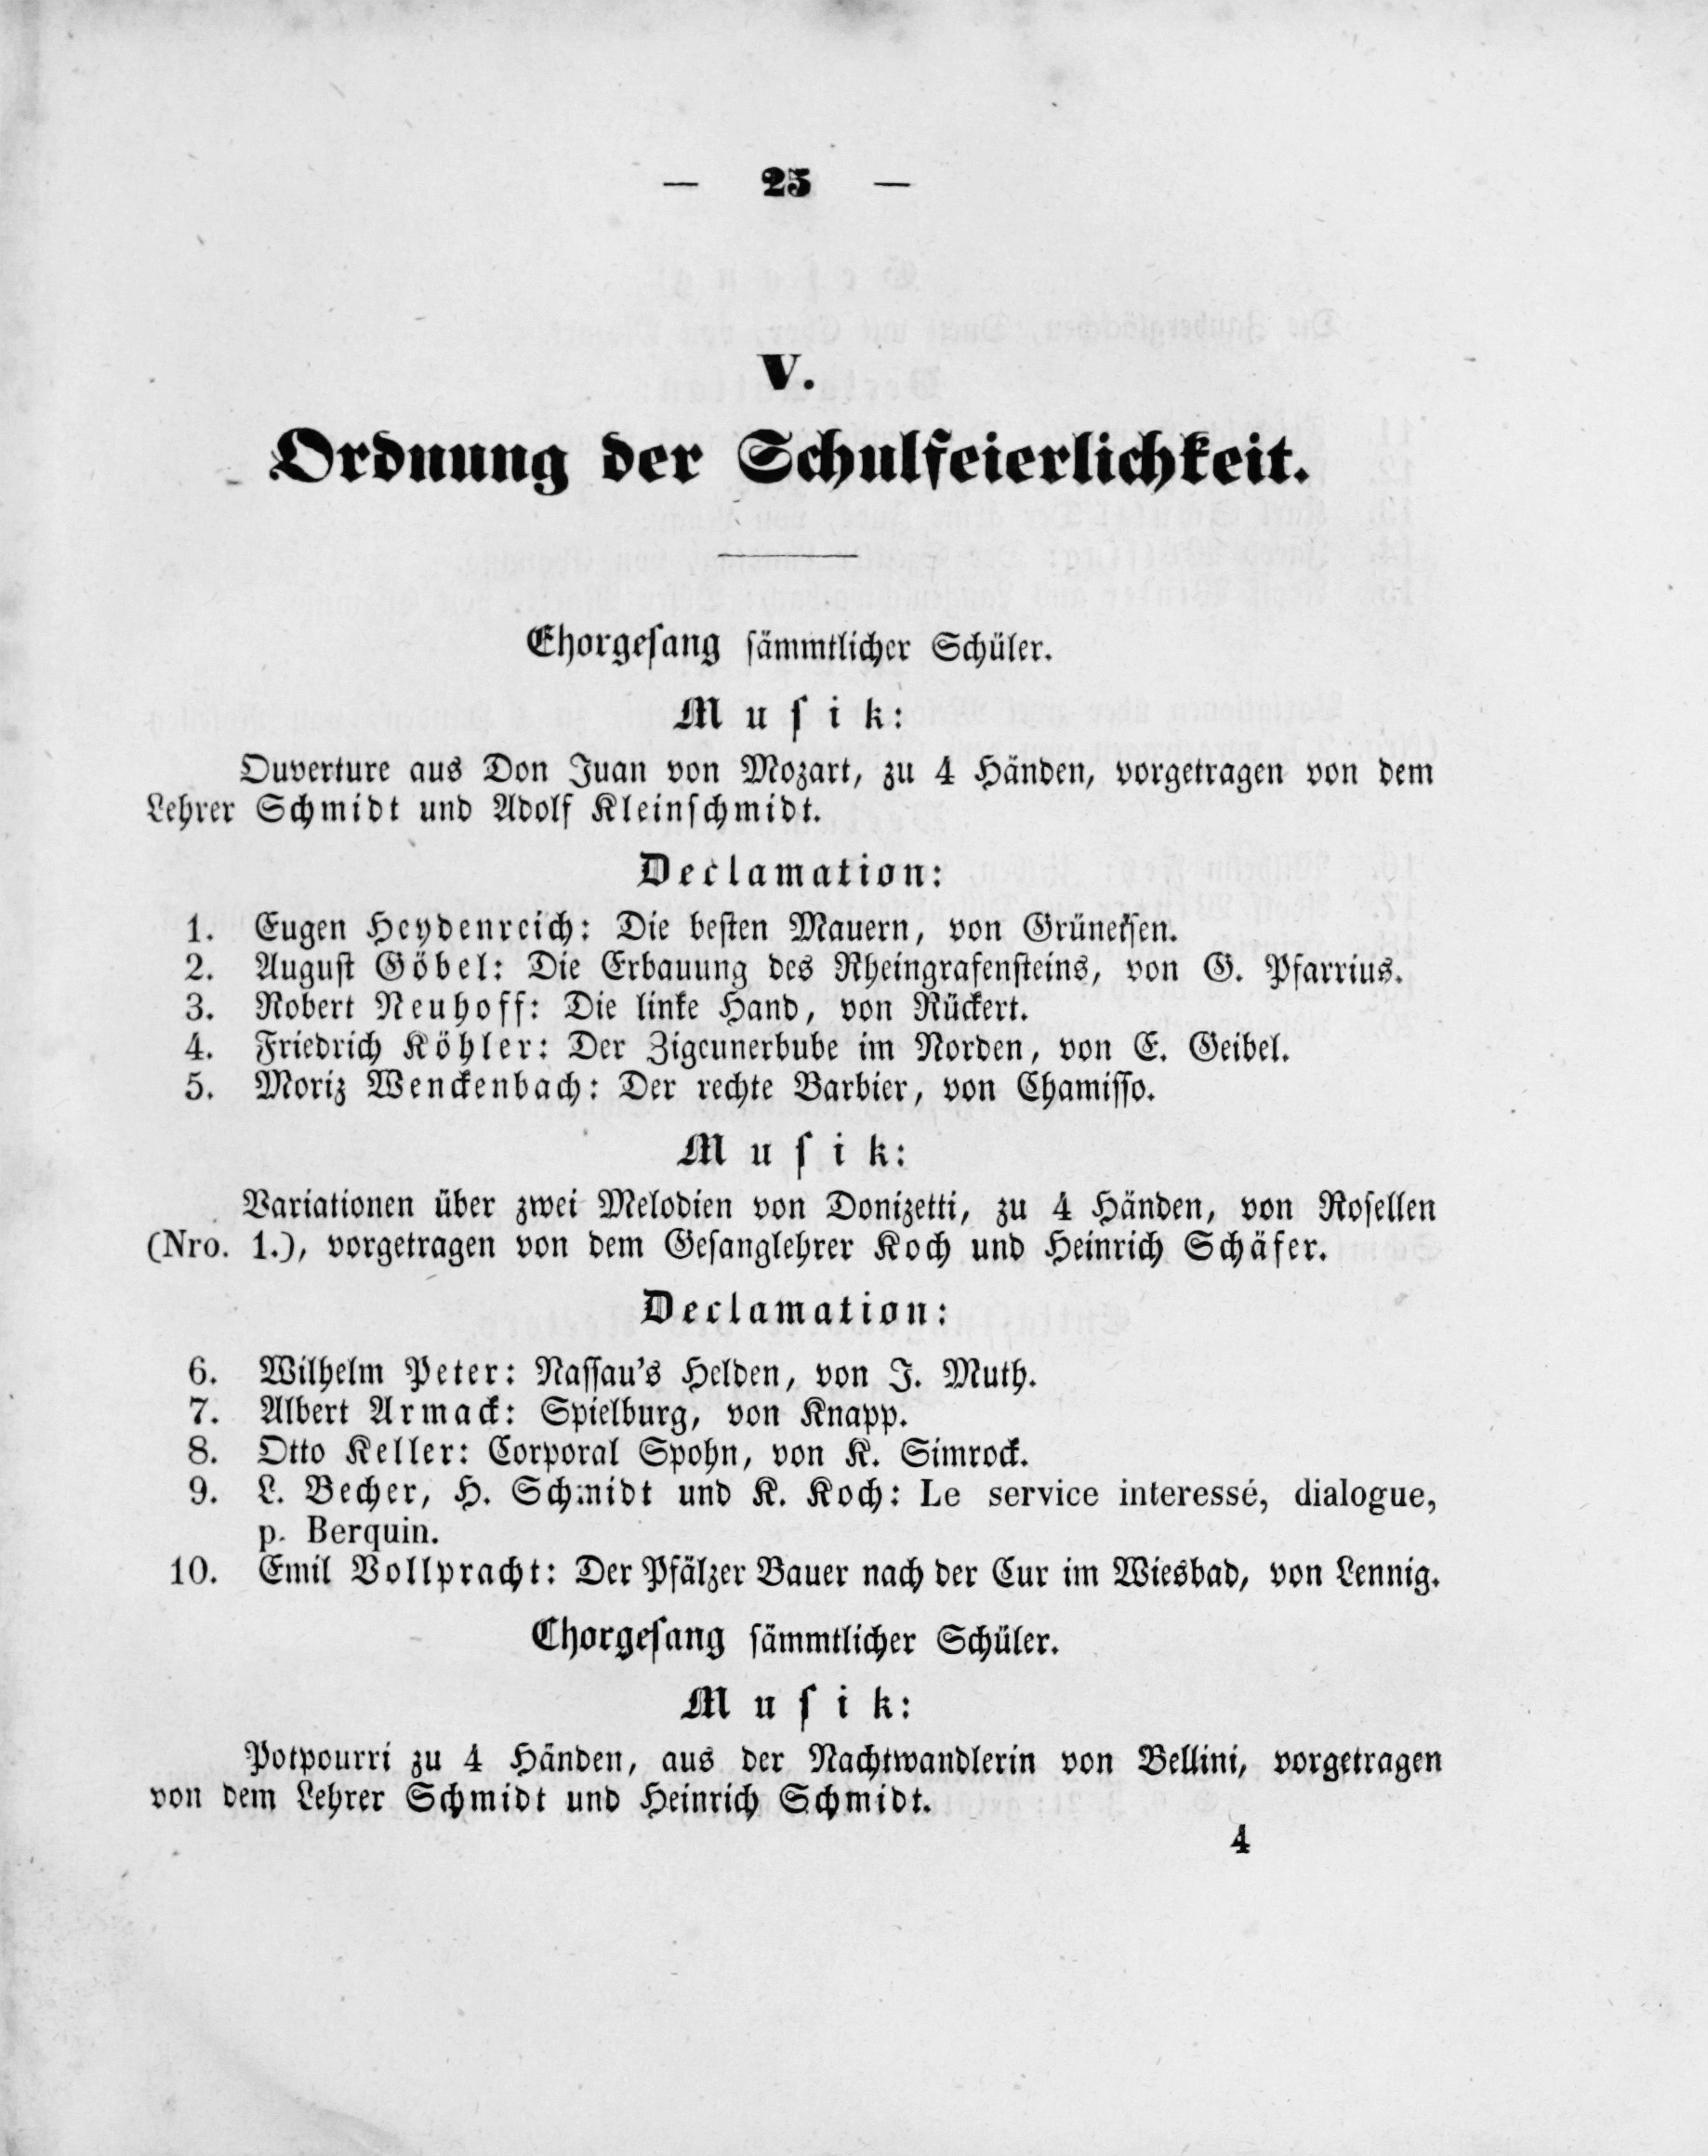 — 25 —
V.
Ordnung der Schulfeierlichkeit.
Chorgesang sämmtlicher Schüler.
Musik:
Ouverture aus Don Juan von Mozart, zu 4 Händen, vorgetragen von dem
Lehrer Schmidt und Adolf Kleinschmidt.
Declamation:
1. Eugen Heydenreich: Die besten Mauern, von Grüneisen.
2. August Göbel: Die Erbauung des Rheingrafensteins, von G. Pfarrius.
3. Robert Neuhoff: Die linke Hand, von Rückert.
4. Friedrich Köhler: Der Zigeunerbube im Norden, von E. Geibel.
5. Moriz Wenckenbach: Der rechte Barbier, von Chamisso.
Musik:
Variationen über zwei Melodien von Donizetti, zu 4 Händen, von Rosellen
(Nro. 1.), vorgetragen von dem Gesanglehrer Koch und Heinrich Schäfer.
Declamation:
6. Wilhelm Peter: Nassau's Helden, von J. Muth.
7. Albert Armack: Spielburg, von Knapp.
8. Otto Keller: Corporal Spohn, von K. Simrock.
9. L. Becher, H. Schmidt und K. Koch: Le service interessé, dialogue,
p. Berquin.
10. Emil Vollpracht: Der Pfälzer Bauer nach der Cur im Wiesbad, von Lennig.
Chorgesang sämmtlicher Schüler.
Musik:
Potpourri zu 4 Händen, aus der Nachtwandlerin von Bellini, vorgetragen
von dem Lehrer Schmidt und Heinrich Schmidt.
4